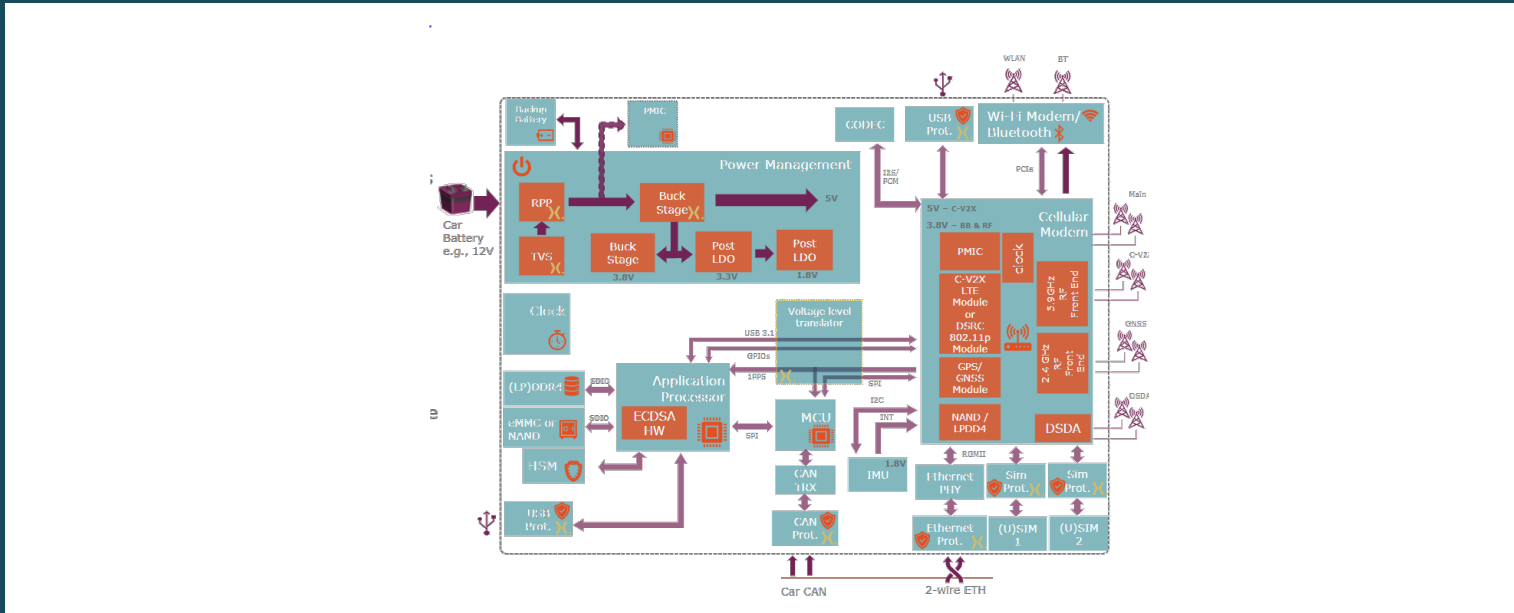 WLAN
BT
Backup
Battery
PMIC
CODEC
USB
Prot.
Wi-Fi Modem/
Bluetooth
Power Management
I2S/
PCM
PCIs
RPP
Buck
Stage
5V
TVS
Buck
Stage
3.8V
Post
LDO
3.3V
Post
LDO
1.8V
Car
Battery
e.g., 12V
5V – C-V2X
3.8V – BB & RF
Cellular
Modem
Main
PMIC
clock
C-V2X
LTE
Module
or
DSRC
802.11p
Module
5.9GHz
RF
Front End
2.4 GHz
RF
Front
End
GPS/
GNSS
Module
NAND /
LPDD4
DSDA
GNSS
Clock
Voltage level
translator
USB 3.1
GPIOs
1PPS
SPI
(LP)DDR4
SDIO
Application
Processor
ECDSA
HW
eMMC or
NAND
SDIO
SPI
MCU
I2C
INT
HSM
CAN
TRX
1.8V
IMU
RGMII
Ethernet
PHY
Sim
Prot.
Sim
Prot.
USB
Prot.
CAN
Prot.
Ethernet
Prot.
(U)SIM
1
(U)SIM
2
Car CAN
2-wire ETH